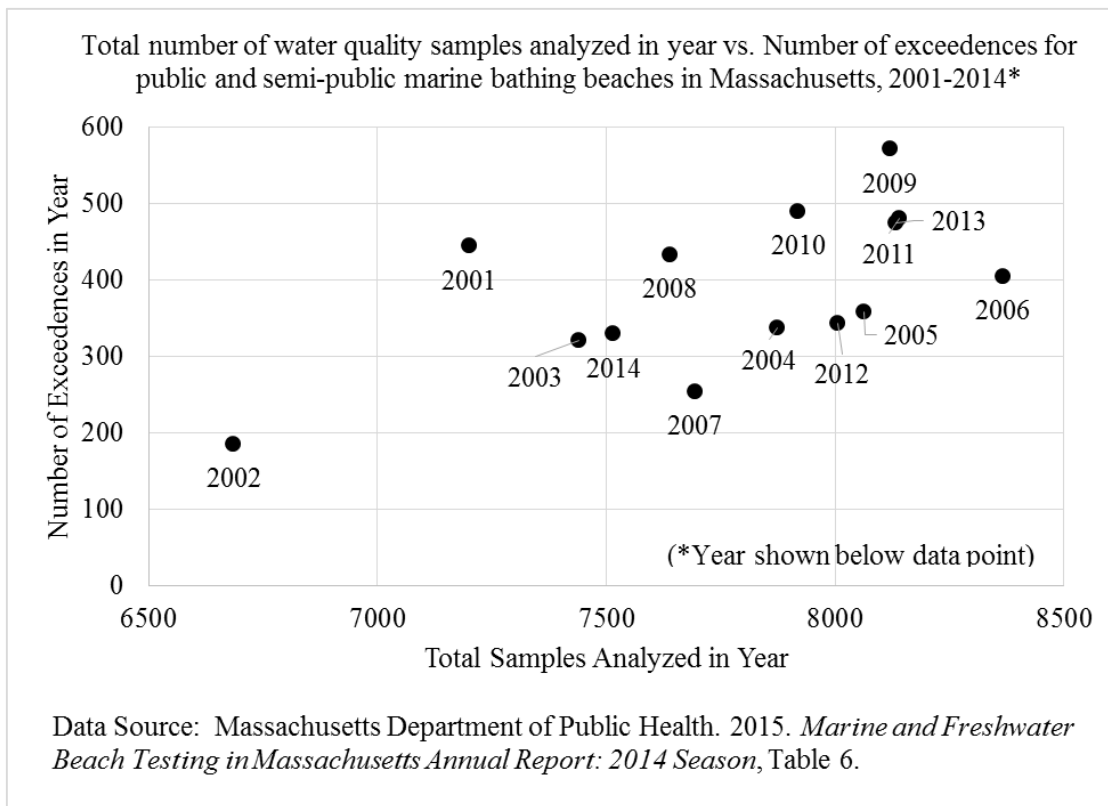 Total number of water quality samples analyzed in year vs. Number of exceedences for
public and semi-public marine bathing beaches in Massachusetts, 2001-2014*
600
500
400
300
200
100
0
Number of Exceedences in Year
2009
2013
2010
2011
2001
2008
2006
2005
2004
2012
2003
2014
2007
2002
(*Year shown below data point)
6500 7000 7500 8000 8500
Total Samples Analyzed in Year
Data Source: Massachusetts Department of Public Health. 2015. Marine and Freshwater
Beach Testing in Massachusetts Annual Report: 2014 Season, Table 6.